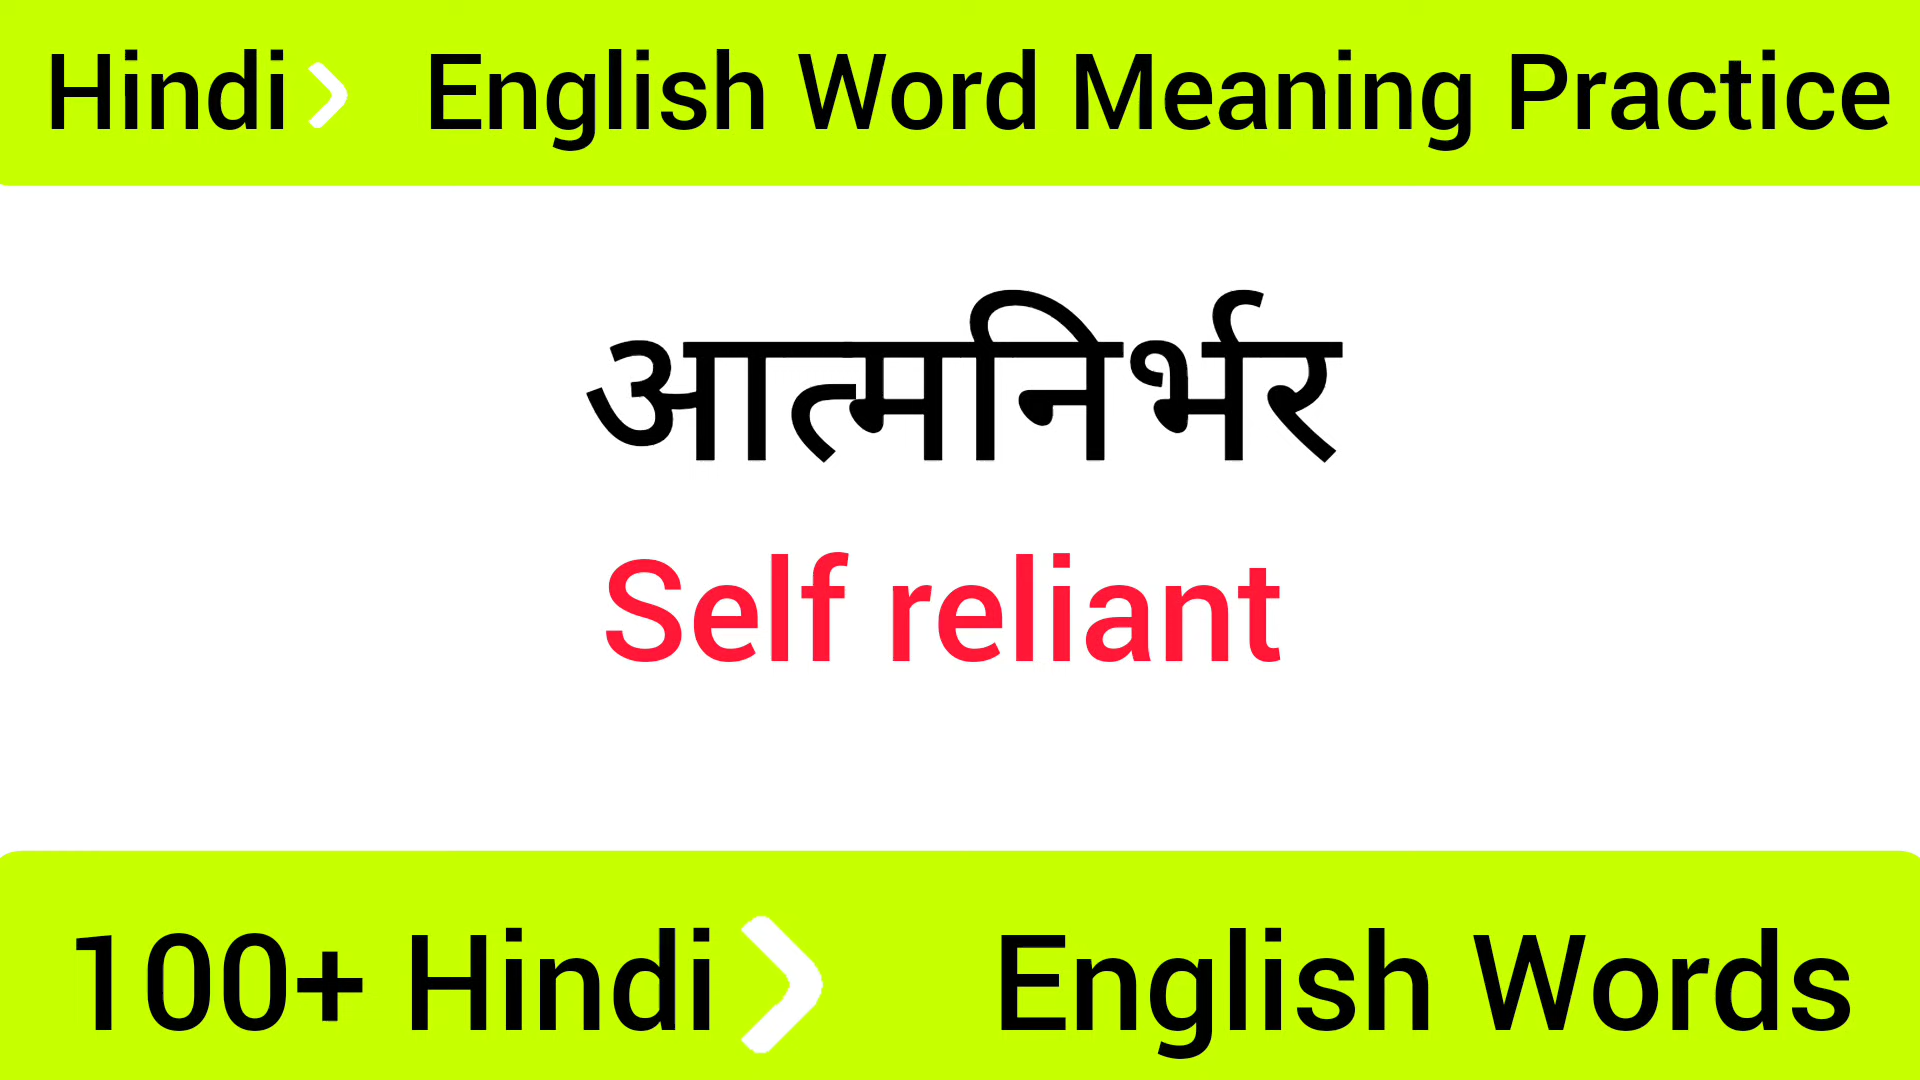 Hindi › English Word Meaning Practice
आत्मनिर्भर
Self reliant
100+ Hindi › English Words